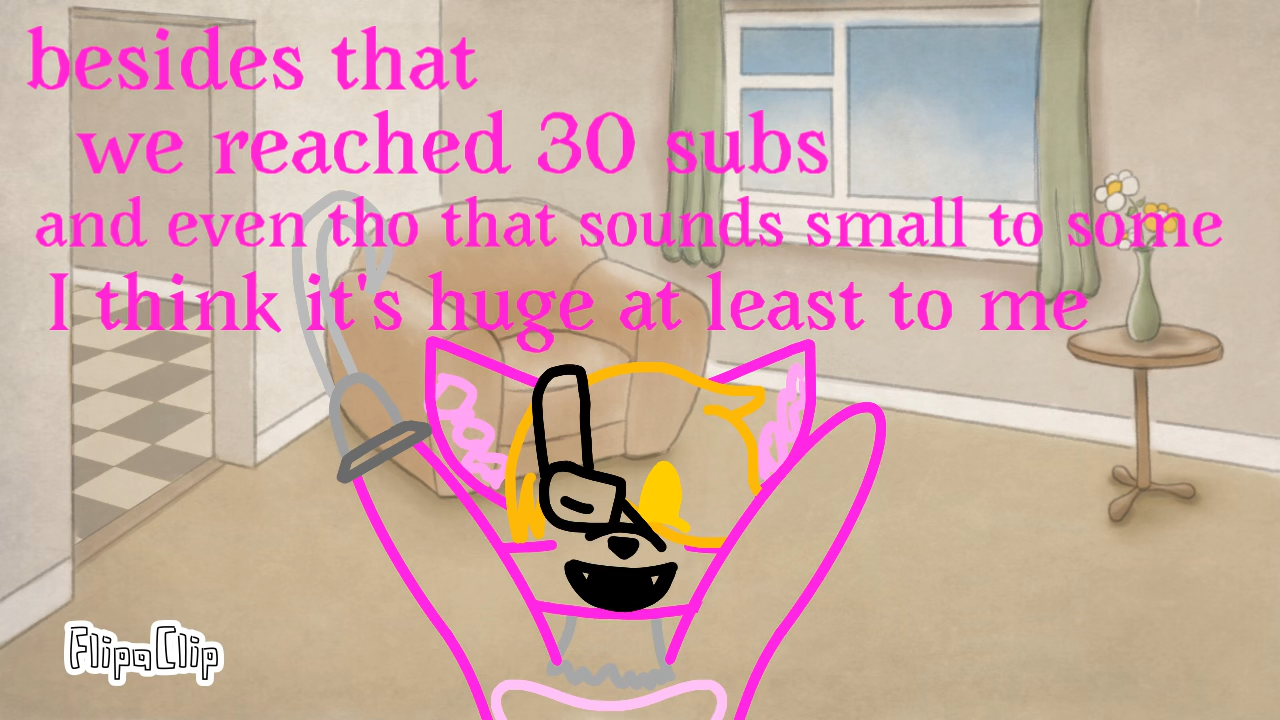 besides that
we reached 30 subs
and even tho that sounds small to some
I think it's huge at least to me
FlipaClip